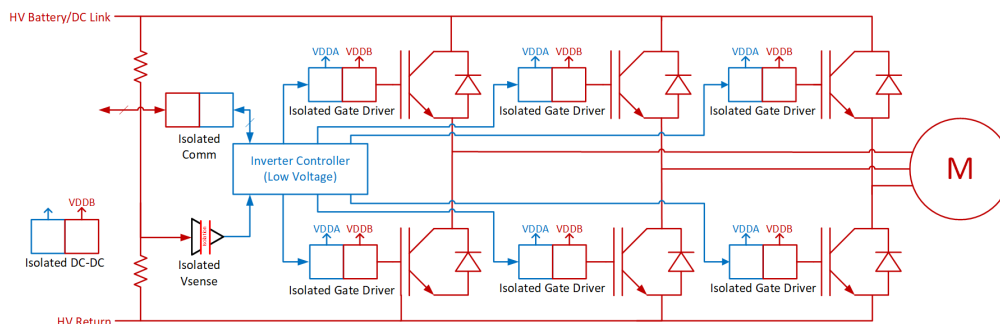 HV Battery/DC Link
VDDA VDDB
VDDA VDDB
VDDA VDDB
Isolated Gate Driver
Isolated Gate Driver
Isolated Gate Driver
Isolated
Comm
Inverter Controller
(Low Voltage)
M
VDDB
Isolated DC-DC
Isolation
Isolated
Vsense
VDDA VDDB
VDDA VDDB
VDDA VDDB
Isolated Gate Driver
Isolated Gate Driver
Isolated Gate Driver
HV Return